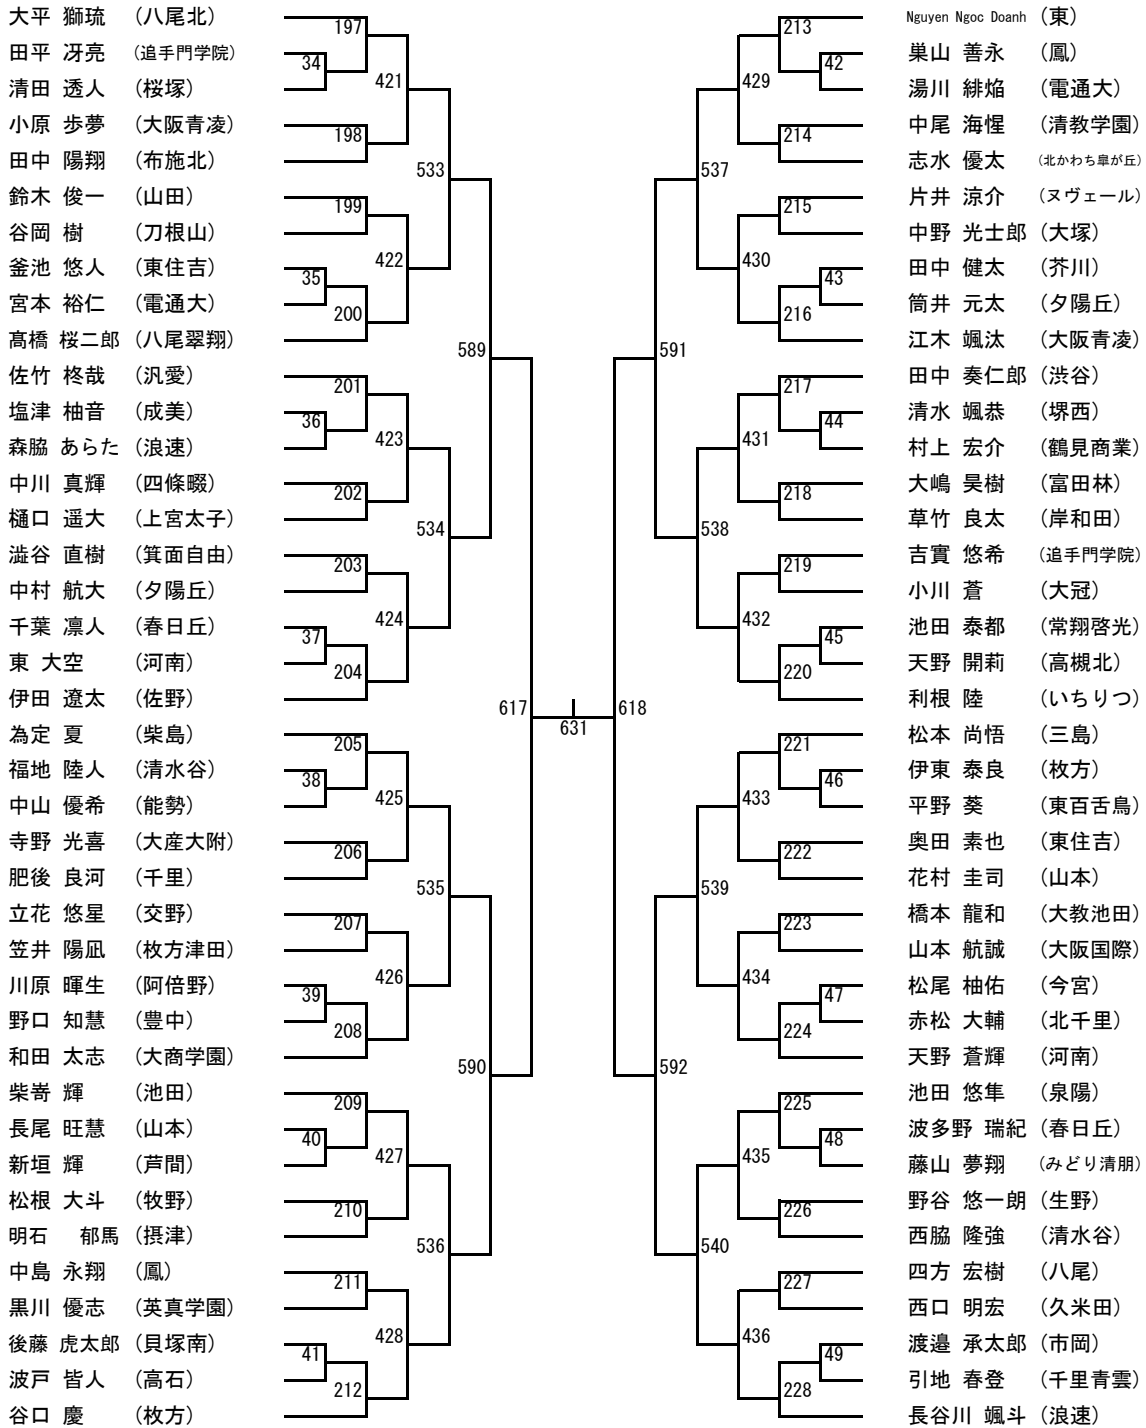 大平 獅琉 (八尾北)
田平 冴亮 (追手門学院)
清田 透人 (桜塚)
小原 歩夢 (大阪青凌)
田中 陽翔 (布施北)
鈴木 俊一 (山田)
谷岡 樹 (刀根山)
釜池 悠人 (東住吉)
宮本 裕仁 (電通大)
髙橋 桜二郎 (八尾翠翔)
佐竹 柊哉 (汎愛)
塩津 柚音 (成美)
森脇 あらた (浪速)
中川 真輝 (四條畷)
樋口 遥大 (上宮太子)
澁谷 直樹 (箕面自由)
中村 航大 (夕陽丘)
千葉 凛人 (春日丘)
東 大空 (河南)
伊田 遼太 (佐野)
為定 夏 (柴島)
福地 陸人 (清水谷)
中山 優希 (能勢)
寺野 光喜 (大産大附)
肥後 良河 (千里)
立花 悠星 (交野)
笠井 陽凪 (枚方津田)
川原 暉生 (阿倍野)
野口 知慧 (豊中)
和田 太志 (大商学園)
柴嵜 輝 (池田)
長尾 旺慧 (山本)
新垣 輝 (芦間)
松根 大斗 (牧野)
明石 郁馬 (摂津)
中島 永翔 (鳳)
黒川 優志 (英真学園)
後藤 虎太郎 (貝塚南)
波戸 皆人 (高石)
谷口 慶 (枚方)
197
34
421
198
533
199
422
35
200
589
201
36
423
202
534
203
424
37
204
617
205
38
425
206
535
207
426
39
208
590
209
40
427
210
536
211
428
41
212
631
213
42
429
214
537
215
430
43
216
591
217
44
431
218
538
219
432
45
220
618
221
46
433
222
539
223
434
47
224
592
225
48
435
226
540
227
436
49
228
Nguyen Ngoc Doanh (東)
巣山 善永 (鳳)
湯川 緋焔 (電通大)
中尾 海惺 (清教学園)
志水 優太 (北かわち皐が丘)
片井 涼介 (ヌヴェール)
中野 光士郎 (大塚)
田中 健太 (芥川)
筒井 元太 (夕陽丘)
江木 颯汰 (大阪青凌)
田中 奏仁郎 (渋谷)
清水 颯恭 (堺西)
村上 宏介 (鶴見商業)
大嶋 昊樹 (富田林)
草竹 良太 (岸和田)
吉實 悠希 (追手門学院)
小川 蒼 (大冠)
池田 泰都 (常翔啓光)
天野 開莉 (高槻北)
利根 陸 (いちりつ)
松本 尚悟 (三島)
伊東 泰良 (枚方)
平野 葵 (東百舌鳥)
奥田 素也 (東住吉)
花村 圭司 (山本)
橋本 龍和 (大教池田)
山本 航誠 (大阪国際)
松尾 柚佑 (今宮)
赤松 大輔 (北千里)
天野 蒼輝 (河南)
池田 悠隼 (泉陽)
波多野 瑞紀 (春日丘)
藤山 夢翔 (みどり清朋)
野谷 悠一朗 (生野)
西脇 隆強 (清水谷)
四方 宏樹 (八尾)
西口 明宏 (久米田)
渡邉 承太郎 (市岡)
引地 春登 (千里青雲)
長谷川 颯斗 (浪速)